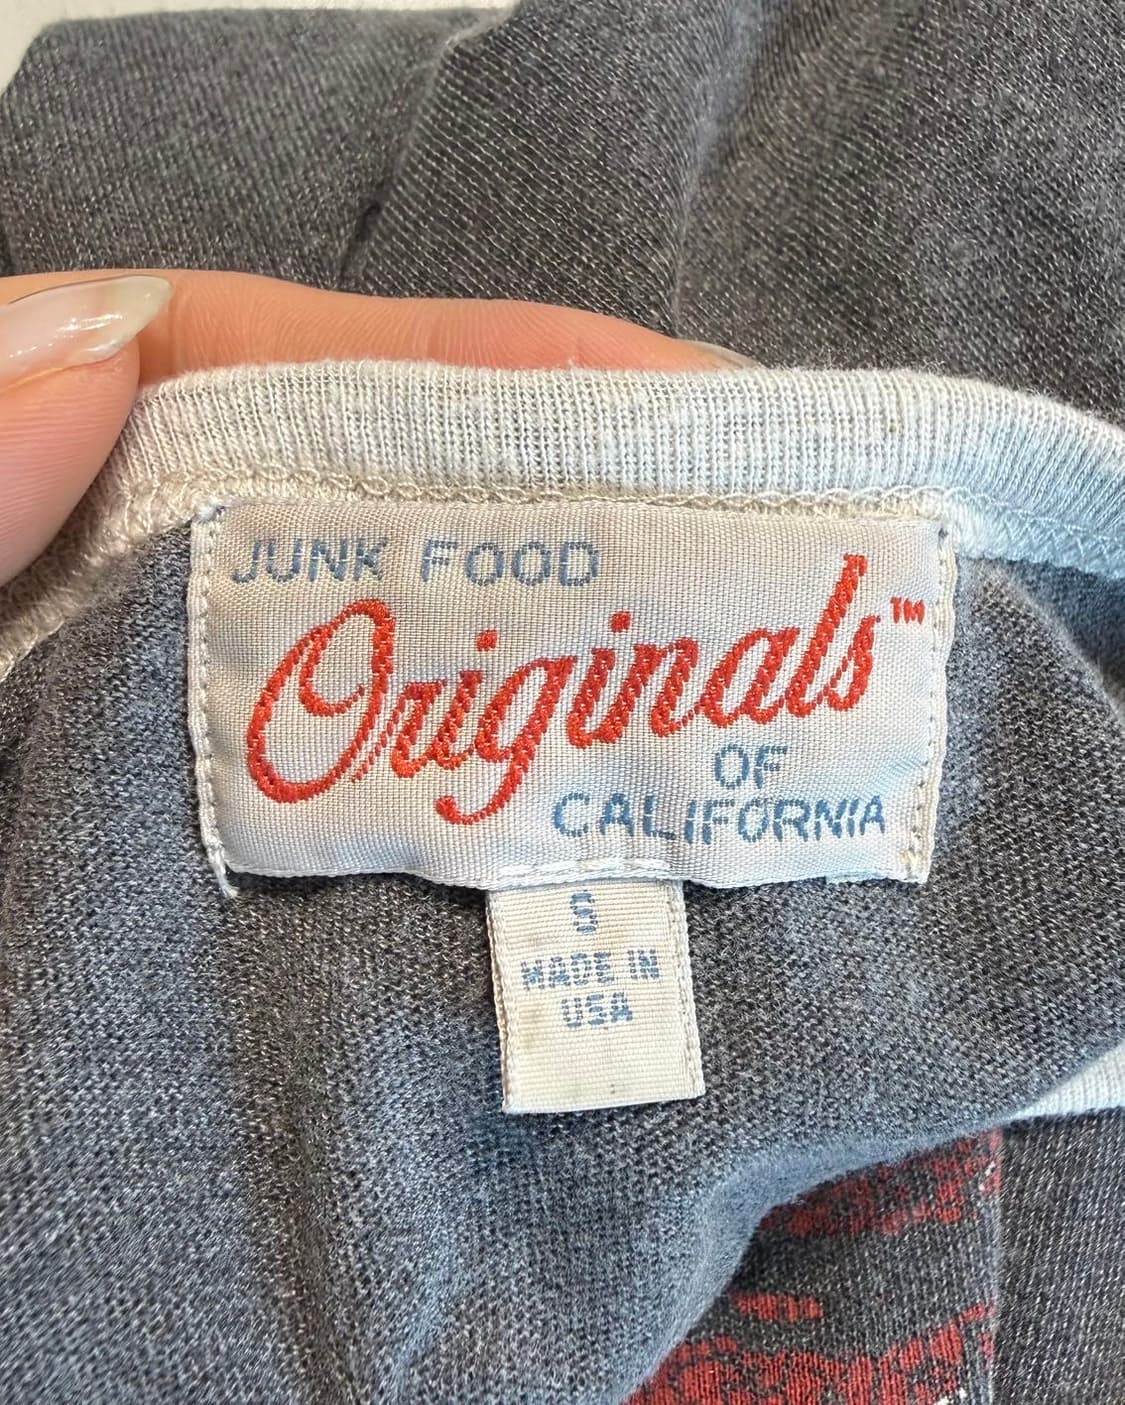 JUNK FOOD
Originals™
OF
CALIFORNIA
S
MADE IN
USA